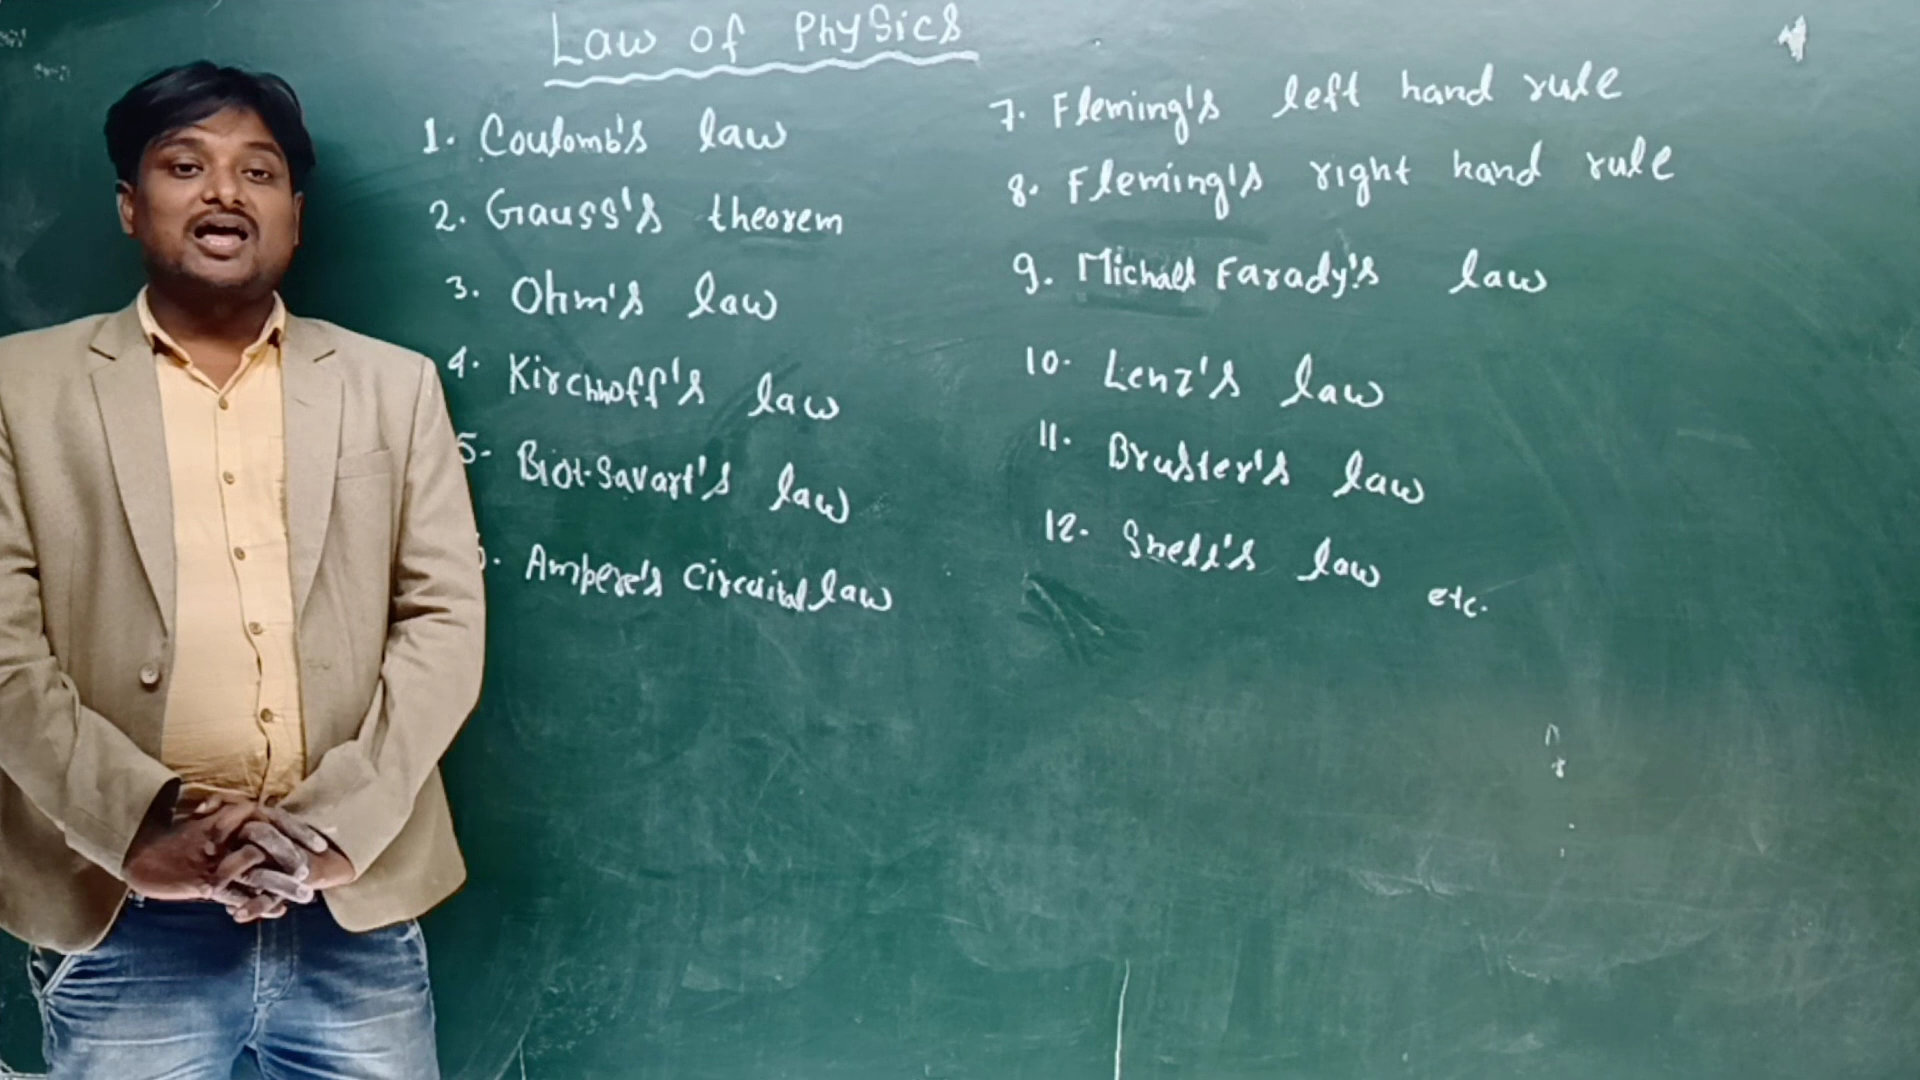 Law of Physics
1. Coulomb's law
2. Gauss's theorem
3. Ohm's law
4. Kirchhoff's law
5- Biot-Savart's law
6. Ampere's Circuital law
7. Fleming's left hand rule
8. Fleming's right hand rule
9. Michael Farady's law
10. Lenz's law
11. Bruster's law
12. Snell's law
etc.